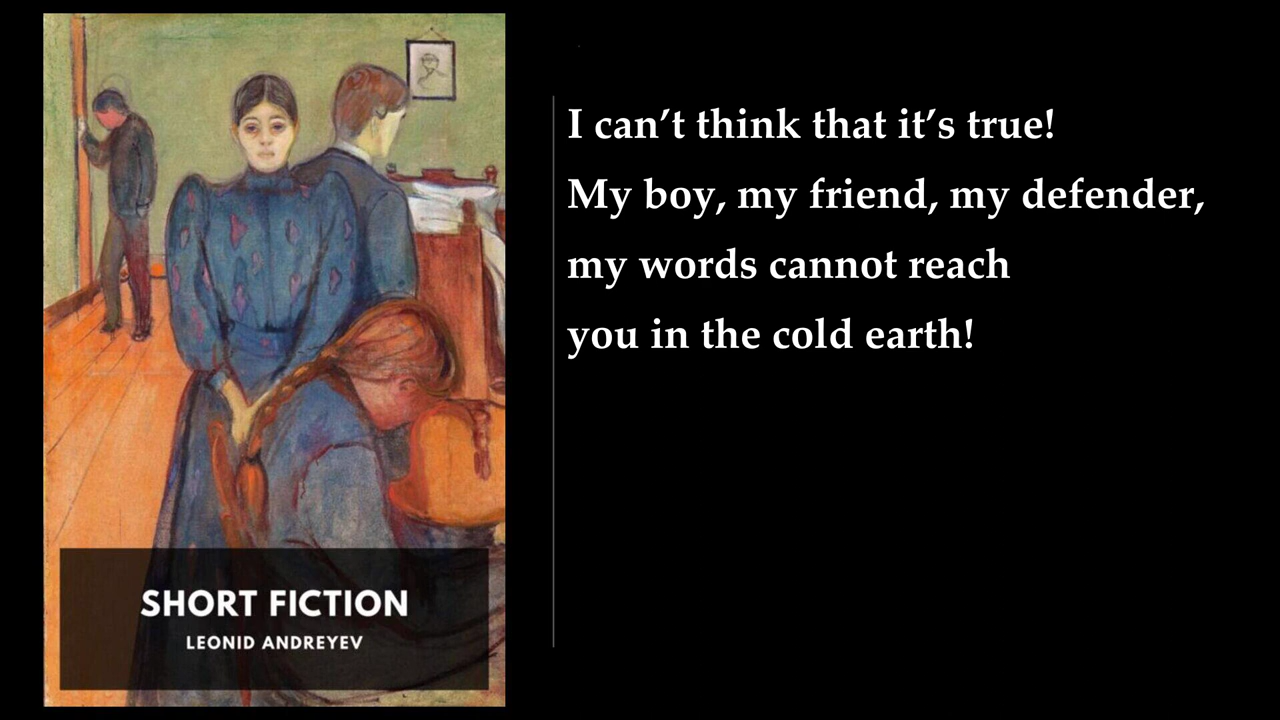 I can’t think that it’s true!
My boy, my friend, my defender,
my words cannot reach
you in the cold earth!
SHORT FICTION
LEONID ANDREYEV